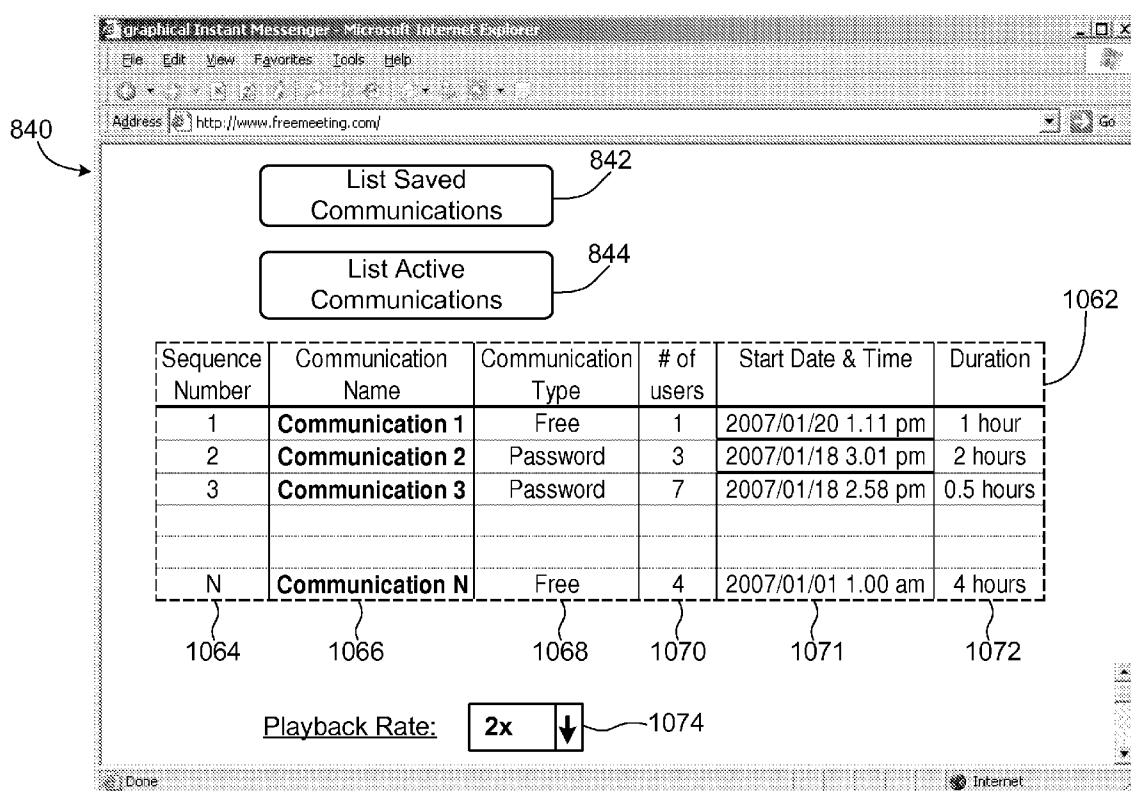 graphical Instant Messenger - Microsoft Internet Explorer
File Edit View Favorites Tools Help
Address http://www.freemeeting.com/ Go
840
List Saved
Communications
842
List Active
Communications
844
1062
Sequence Number Communication Name Communication Type # of users Start Date & Time Duration
1 Communication 1 Free 1 2007/01/20 1.11 pm 1 hour
2 Communication 2 Password 3 2007/01/18 3.01 pm 2 hours
3 Communication 3 Password 7 2007/01/18 2.58 pm 0.5 hours
N Communication N Free 4 2007/01/01 1.00 am 4 hours
1064 1066 1068 1070 1071 1072
Playback Rate: 2x 1074
Done Internet